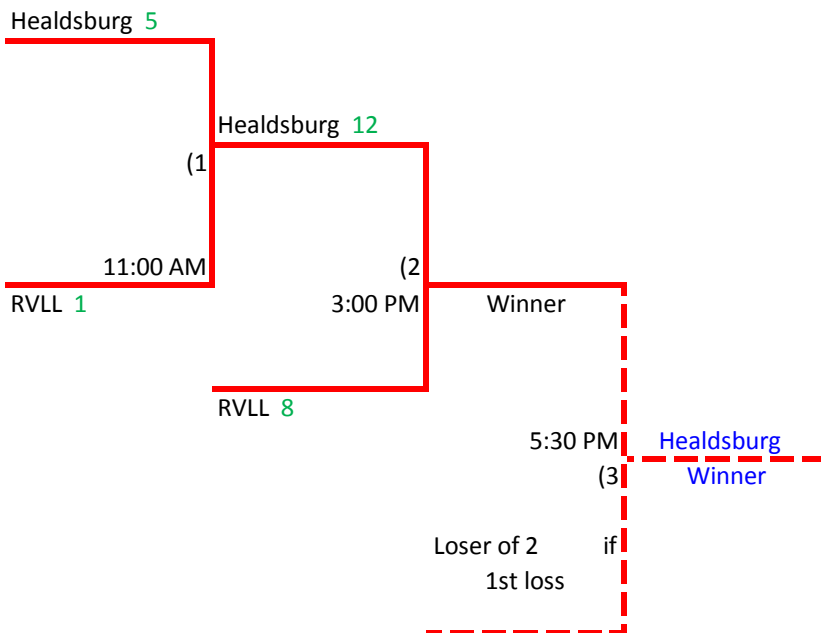 Healdsburg 5
Healdsburg 12
(1
11:00 AM
(2
RVLL 1
3:00 PM
Winner
RVLL 8
5:30 PM
Healdsburg
(3
Winner
Loser of 2 if
1st loss